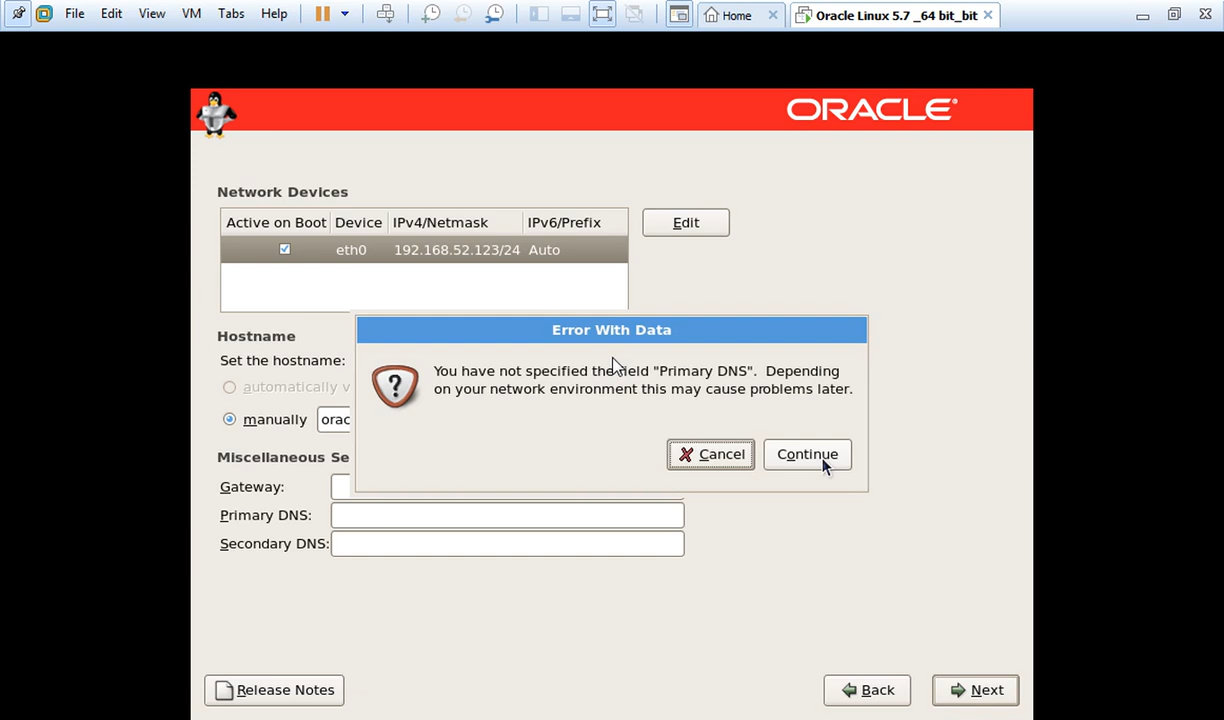 File Edit View VM Tabs Help Home Oracle Linux 5.7 _64 bit_bit
ORACLE
Network Devices
Active on Boot Device IPv4/Netmask IPv6/Prefix
Edit
eth0 192.168.52.123/24 Auto
Error With Data
Hostname
Set the hostname:
You have not specified the field "Primary DNS". Depending
on your network environment this may cause problems later.
automatically v
manually orac
Cancel Continue
Miscellaneous Se
Gateway:
Primary DNS:
Secondary DNS:
Release Notes Back Next